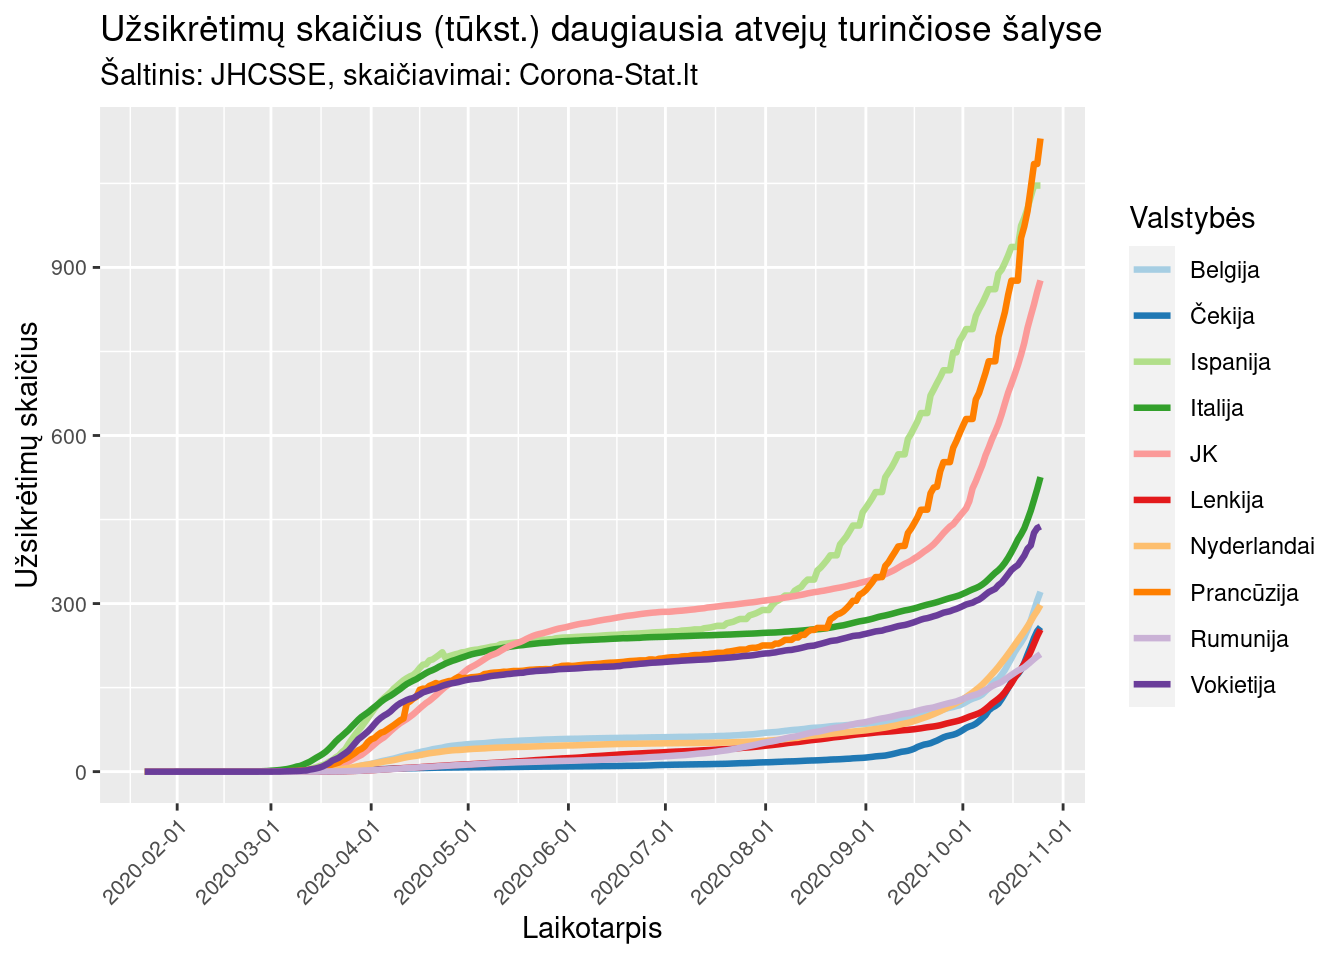 Užsikrėtimų skaičius (tūkst.) daugiausia atvejų turinčiose šalyse
Šaltinis: JHCSSE, skaičiavimai: Corona-Stat.lt
Užsikrėtimų skaičius
900
600
300
0
2020-02-01
2020-03-01
2020-04-01
2020-05-01
2020-06-01
2020-07-01
2020-08-01
2020-09-01
2020-10-01
2020-11-01
Laikotarpis
Valstybės
Belgija
Čekija
Ispanija
Italija
JK
Lenkija
Nyderlandai
Prancūzija
Rumunija
Vokietija